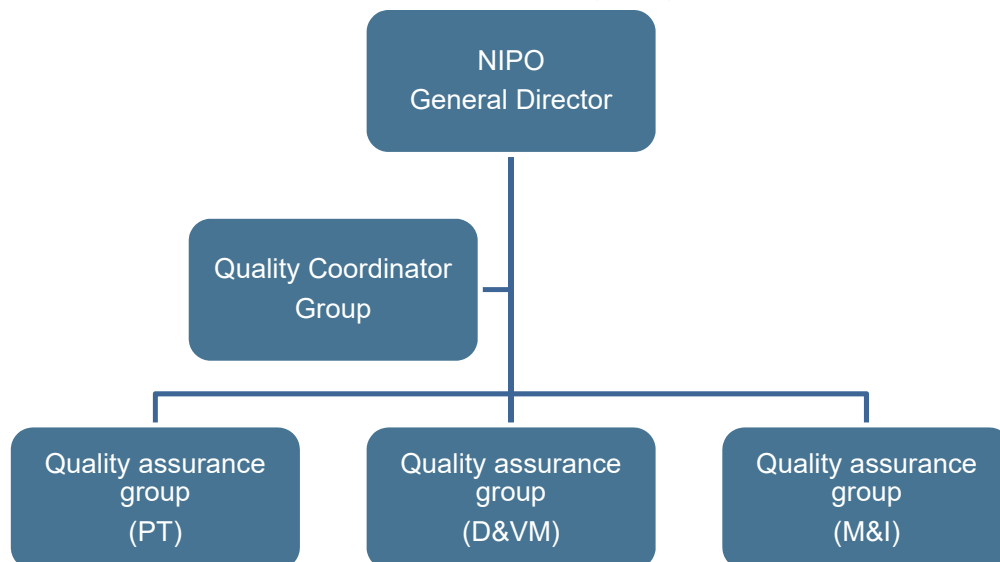 NIPO
General Director
Quality Coordinator
Group
Quality assurance
group
(PT)
Quality assurance
group
(D&VM)
Quality assurance
group
(M&I)